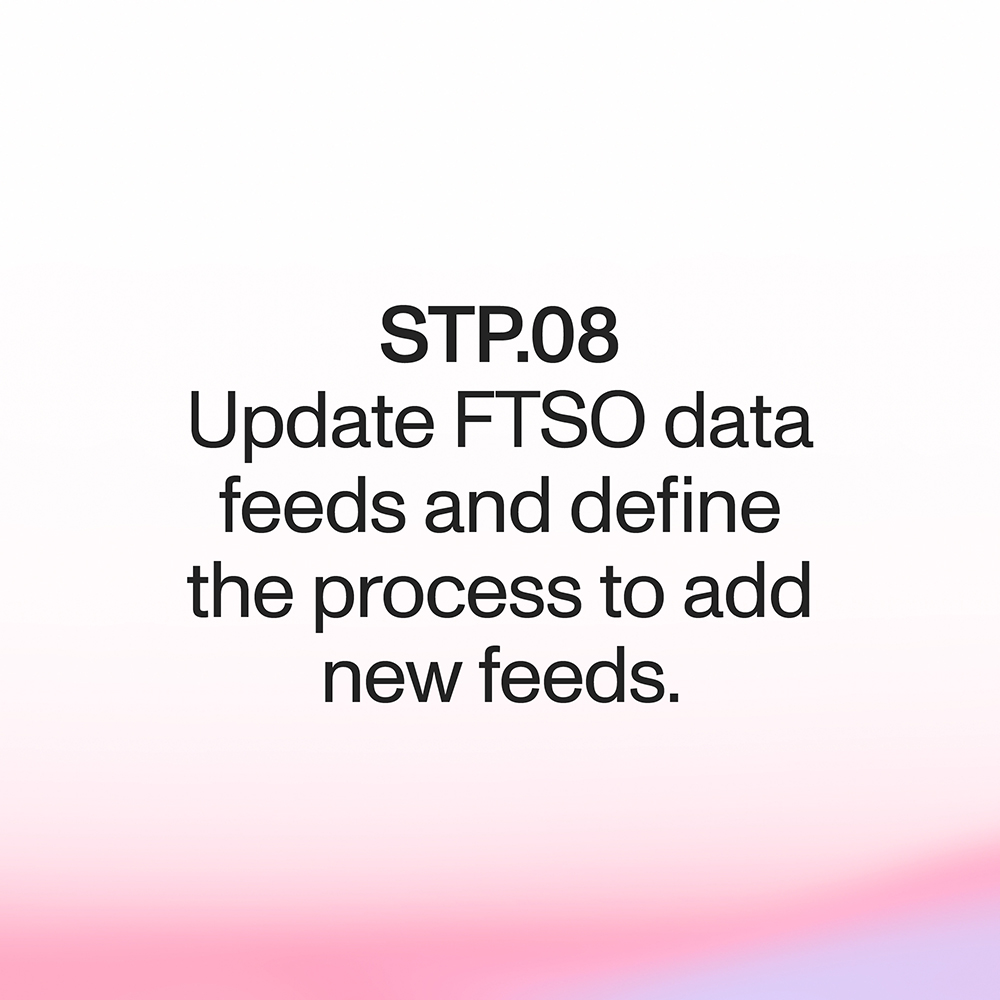 STP.08
Update FTSO data
feeds and define
the process to add
new feeds.